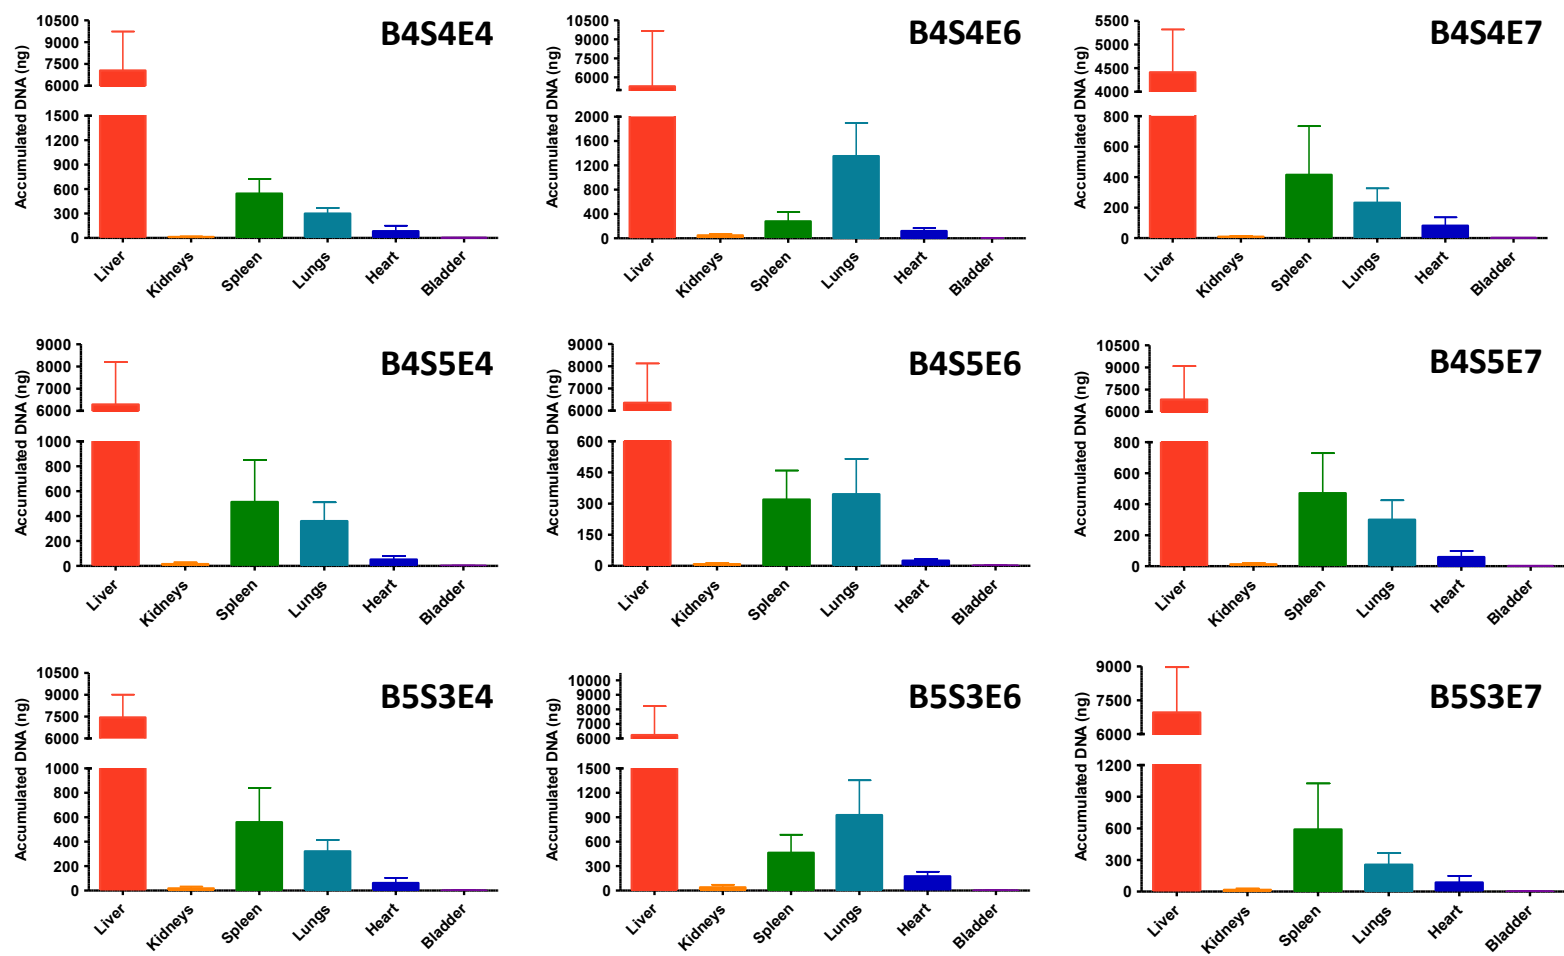 B4S4E4
Accumulated DNA (ng)
10500
9000
7500
6000
1500
1200
900
600
300
0
Liver
Kidneys
Spleen
Lungs
Heart
Bladder
B4S4E6
Accumulated DNA (ng)
10500
9000
7500
6000
2000
1600
1200
800
400
0
Liver
Kidneys
Spleen
Lungs
Heart
Bladder
B4S4E7
Accumulated DNA (ng)
5500
5000
4500
4000
800
600
400
200
0
Liver
Kidneys
Spleen
Lungs
Heart
Bladder
B4S5E4
Accumulated DNA (ng)
9000
8000
7000
6000
1000
800
600
400
200
0
Liver
Kidneys
Spleen
Lungs
Heart
Bladder
B4S5E6
Accumulated DNA (ng)
9000
8000
7000
6000
600
450
300
150
0
Liver
Kidneys
Spleen
Lungs
Heart
Bladder
B4S5E7
Accumulated DNA (ng)
10500
9000
7500
6000
800
600
400
200
0
Liver
Kidneys
Spleen
Lungs
Heart
Bladder
B5S3E4
Accumulated DNA (ng)
10500
9000
7500
6000
1000
800
600
400
200
0
Liver
Kidneys
Spleen
Lungs
Heart
Bladder
B5S3E6
Accumulated DNA (ng)
10000
9000
8000
7000
6000
1500
1200
900
600
300
0
Liver
Kidneys
Spleen
Lungs
Heart
Bladder
B5S3E7
Accumulated DNA (ng)
9000
7500
6000
1200
900
600
300
0
Liver
Kidneys
Spleen
Lungs
Heart
Bladder